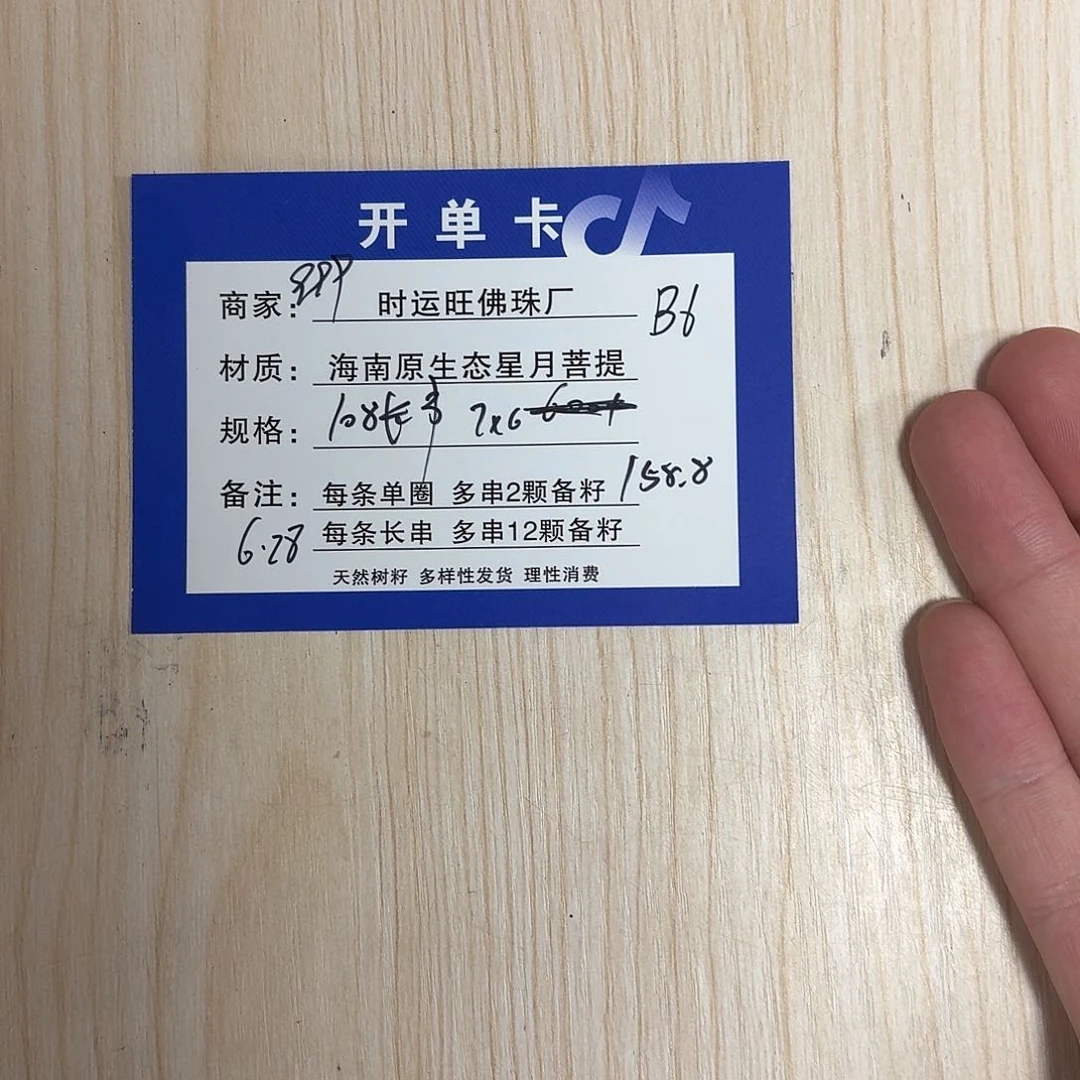 开单卡
商家： 时运旺佛珠厂 B6
材质： 海南原生态星月菩提
规格： 108长串 7x6
备注： 每条单圈 多串2颗备籽 158.8
6.28 每条长串 多串12颗备籽
天然树籽 多样性发货 理性消费